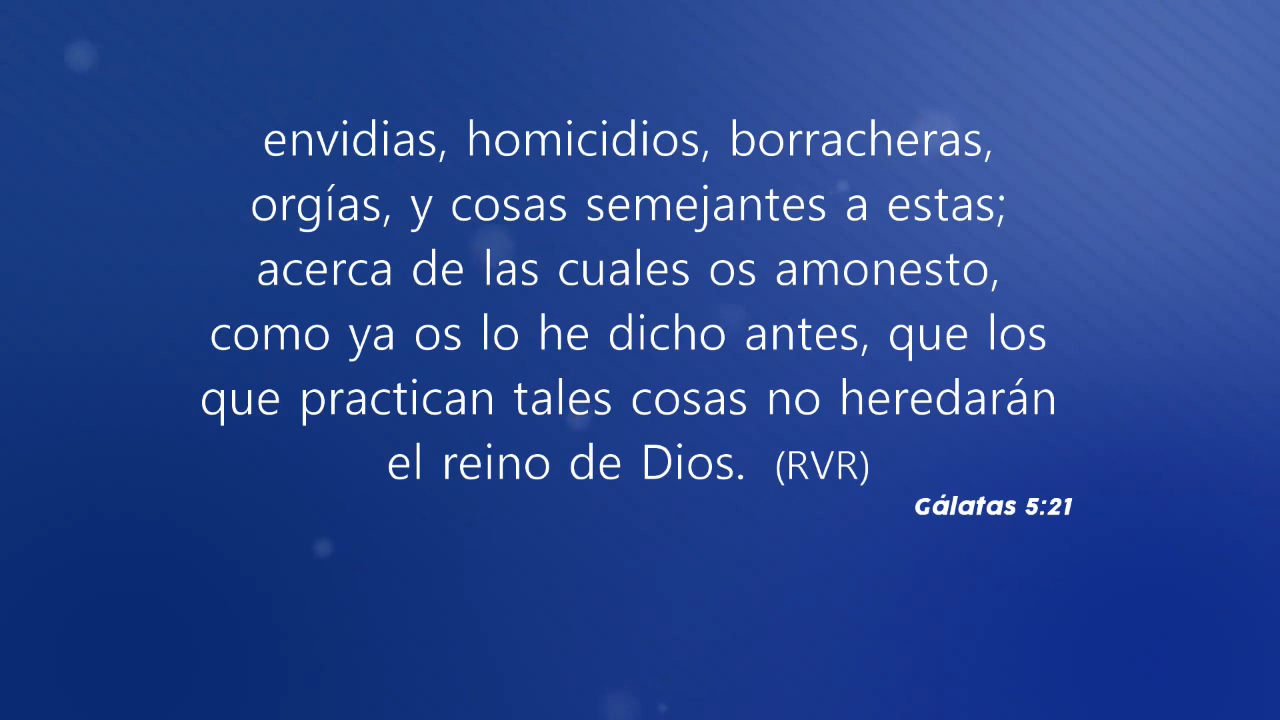 envidias, homicidios, borracheras,
orgías, y cosas semejantes a estas;
acerca de las cuales os amonesto,
como ya os lo he dicho antes, que los
que practican tales cosas no heredarán
el reino de Dios. (RVR)
Gálatas 5:21